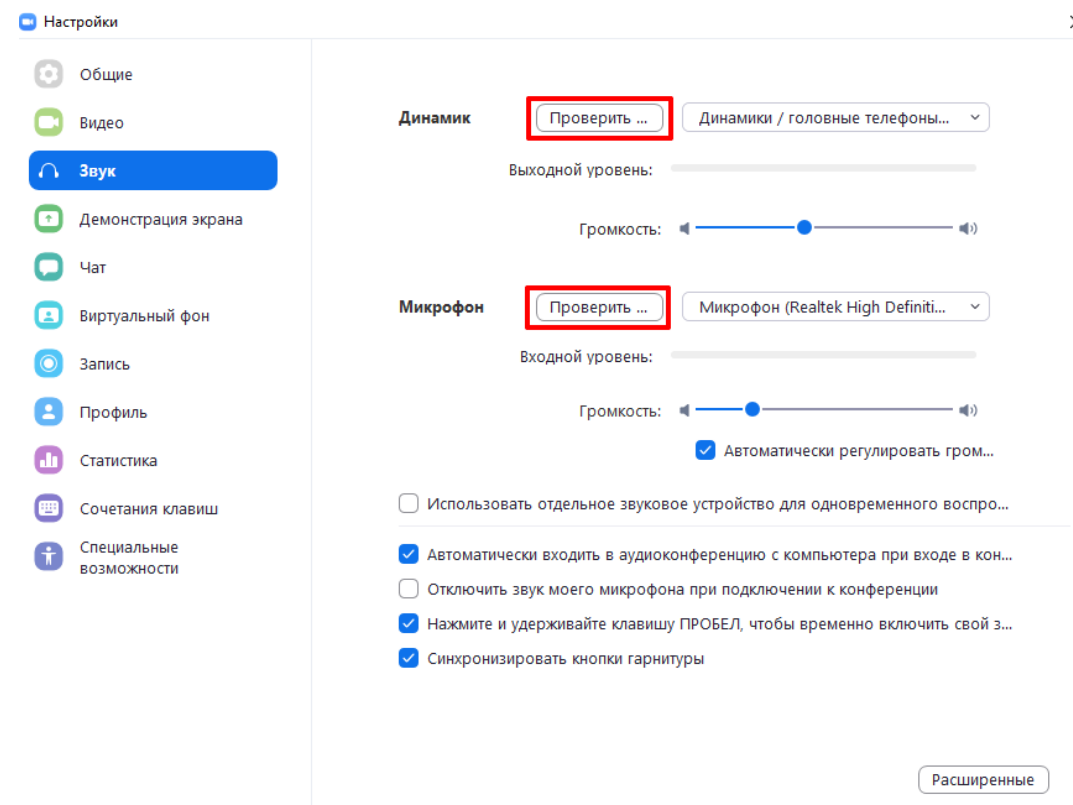 Настройки
Общие
Видео
Звук
Демонстрация экрана
Чат
Виртуальный фон
Запись
Профиль
Статистика
Сочетания клавиш
Специальные
возможности
Динамик Проверить ... Динамики / головные телефоны...
Выходной уровень:
Громкость:
Микрофон Проверить ... Микрофон (Realtek High Definiti...
Входной уровень:
Громкость:
Автоматически регулировать гром...
Использовать отдельное звуковое устройство для одновременного воспро...
Автоматически входить в аудиоконференцию с компьютера при входе в кон...
Отключить звук моего микрофона при подключении к конференции
Нажмите и удерживайте клавишу ПРОБЕЛ, чтобы временно включить свой з...
Синхронизировать кнопки гарнитуры
Расширенные